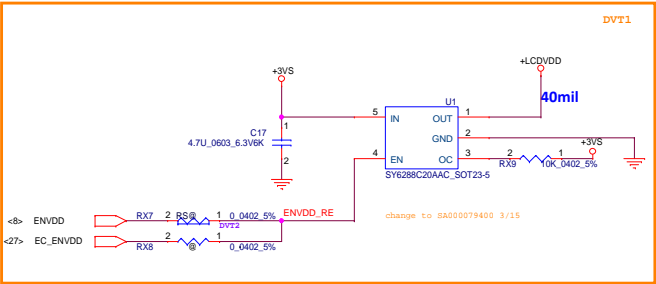 DVT1
+LCDVDD
+3VS
40mil
U1
C17
4.7U_0603_6.3V6K
1
2
5 IN OUT 1
GND 2
4 EN OC 3
+3VS
RX9 2 1 10K_0402_5%
SY6288C20AAC_SOT23-5
ENVDD_RE
change to SA000079400 3/15
<8> ENVDD RX7 2 RS@ 1 0_0402_5%
DVT2
<27> EC_ENVDD RX8 2 @ 1 0_0402_5%